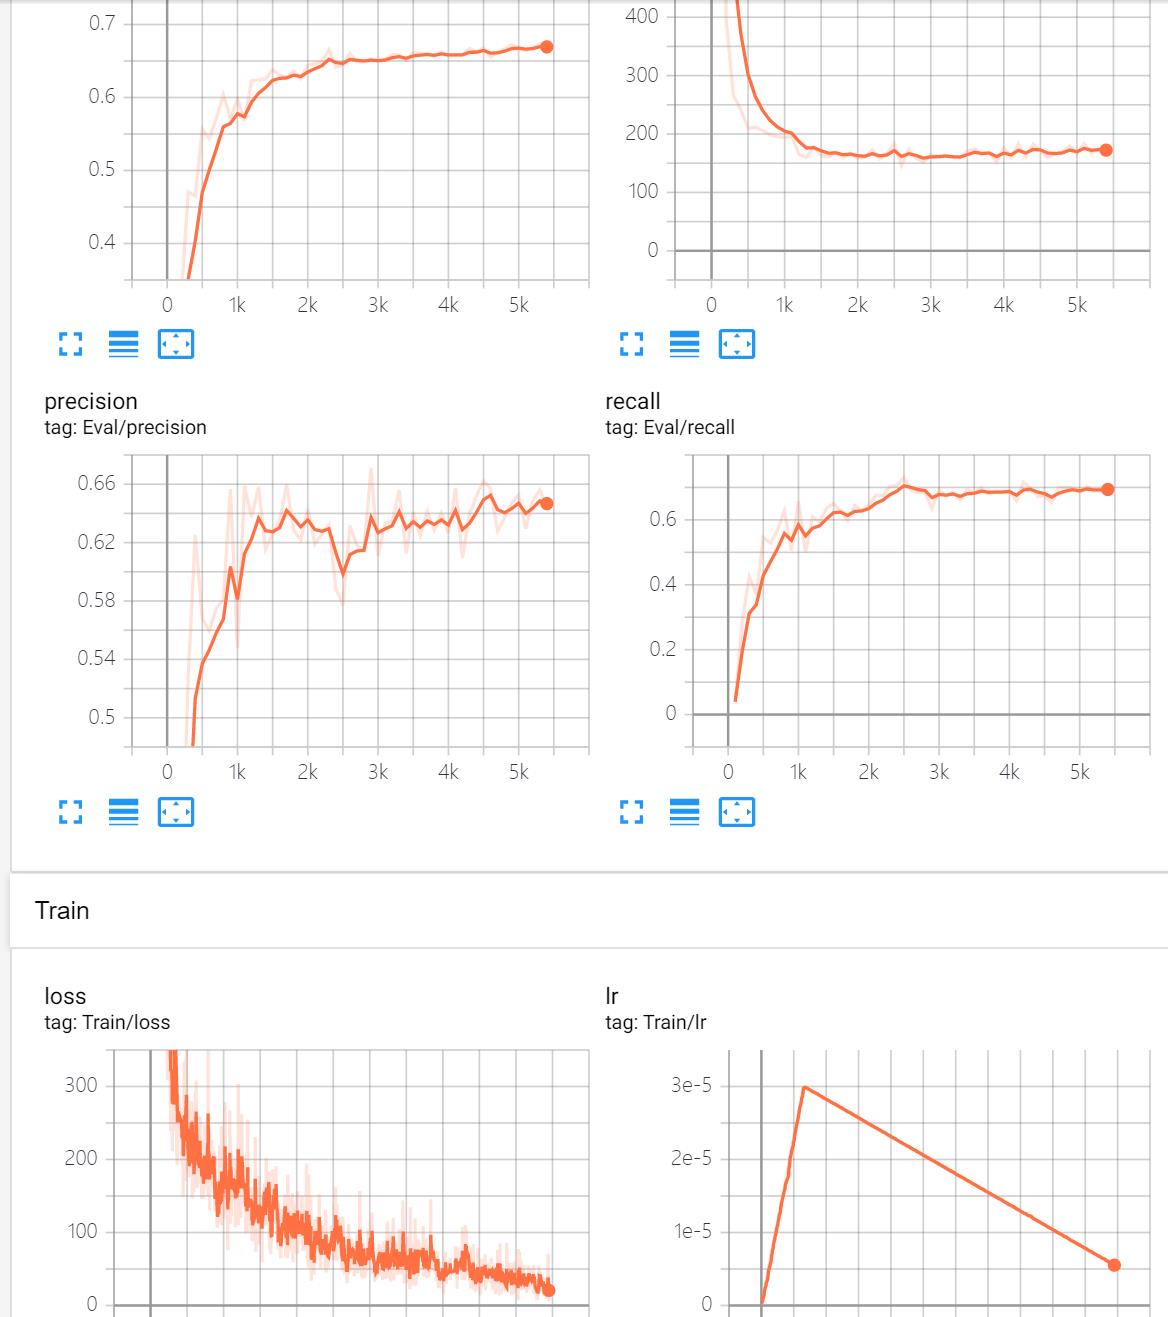 0.7
0.6
0.5
0.4
0 1k 2k 3k 4k 5k
400
300
200
100
0
0 1k 2k 3k 4k 5k
precision
tag: Eval/precision
0.66
0.62
0.58
0.54
0.5
0 1k 2k 3k 4k 5k
recall
tag: Eval/recall
0.6
0.4
0.2
0
0 1k 2k 3k 4k 5k
Train
loss
tag: Train/loss
300
200
100
0
lr
tag: Train/lr
3e-5
2e-5
1e-5
0